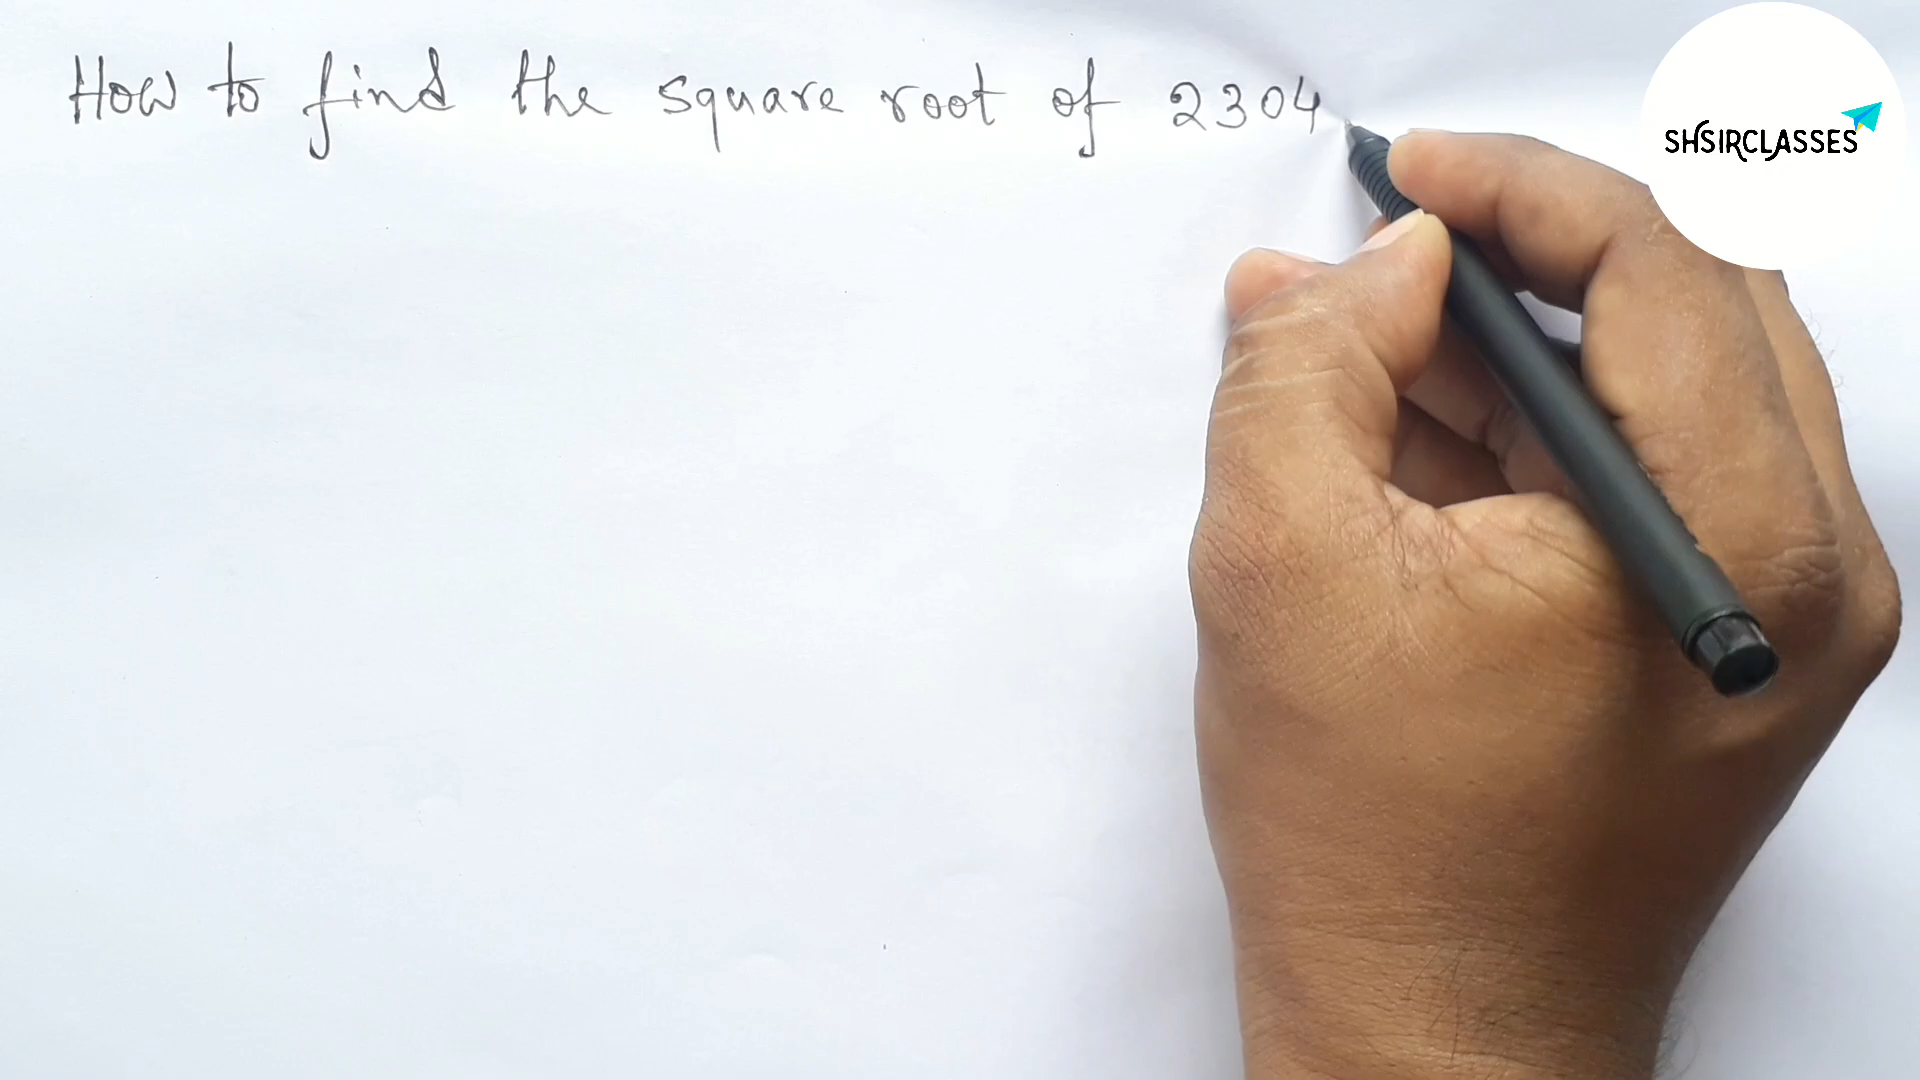 How to find the square root of 2304
SHSIRCLASSES